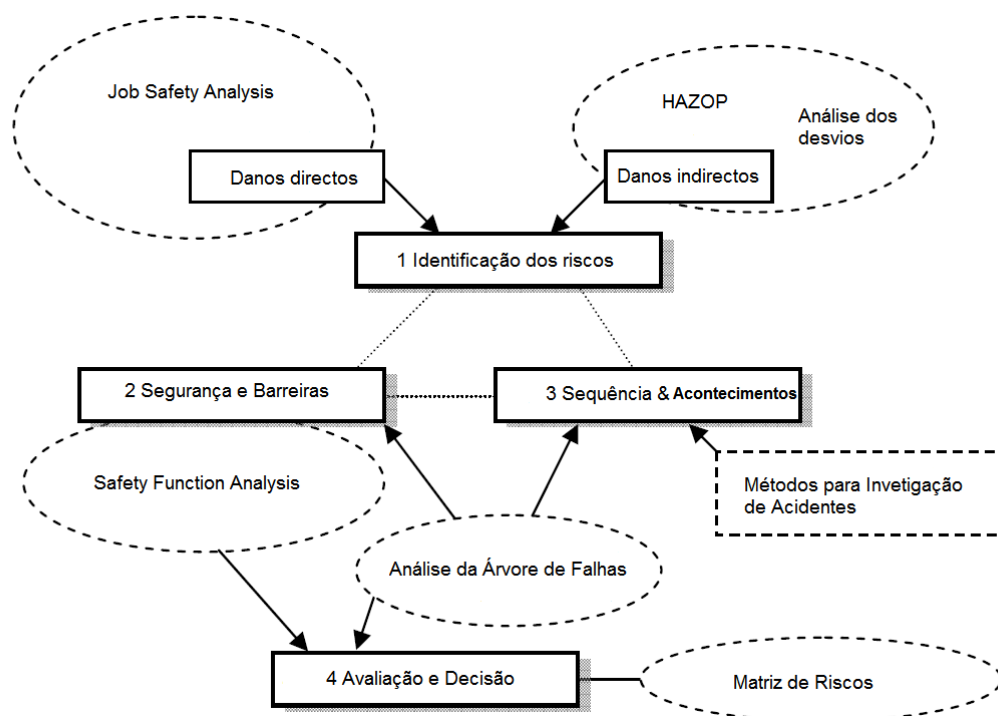 Job Safety Analysis
HAZOP
Análise dos
desvios
Danos directos
Danos indirectos
1 Identificação dos riscos
2 Segurança e Barreiras
3 Sequência & Acontecimentos
Safety Function Analysis
Métodos para Invetigação
de Acidentes
Análise da Árvore de Falhas
4 Avaliação e Decisão
Matriz de Riscos